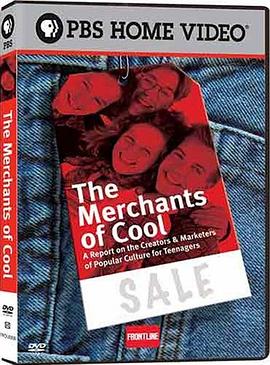 PBS HOME VIDEO®
The
Merchants
of Cool
A Report on the Creators & Marketers
of Popular Culture for Teenagers
SALE
FRONTLINE
The Merchants of Cool
DVD